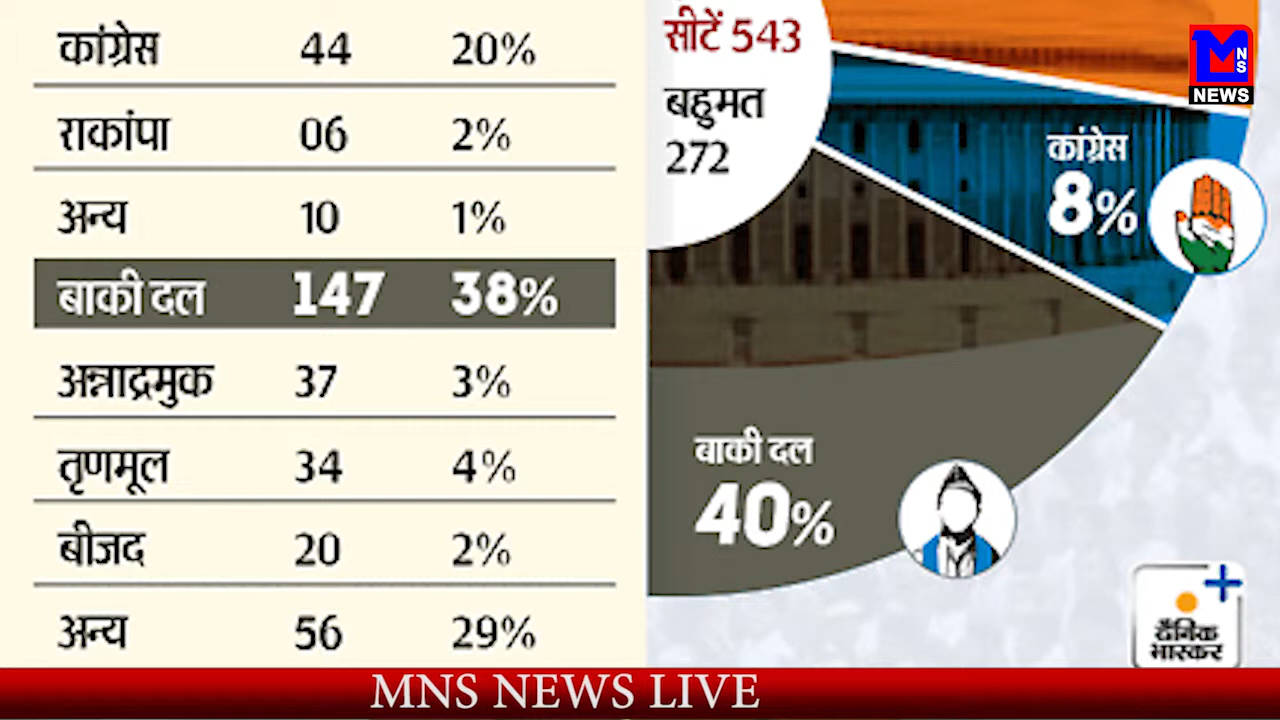 कांग्रेस 44 20%
राकांपा 06 2%
अन्य 10 1%
बाकी दल 147 38%
अन्नाद्रमुक 37 3%
तृणमूल 34 4%
बीजद 20 2%
अन्य 56 29%
सीटें 543
बहुमत
272
कांग्रेस
8%
बाकी दल
40%
MNS
NEWS
दैनिक
भास्कर
MNS NEWS LIVE